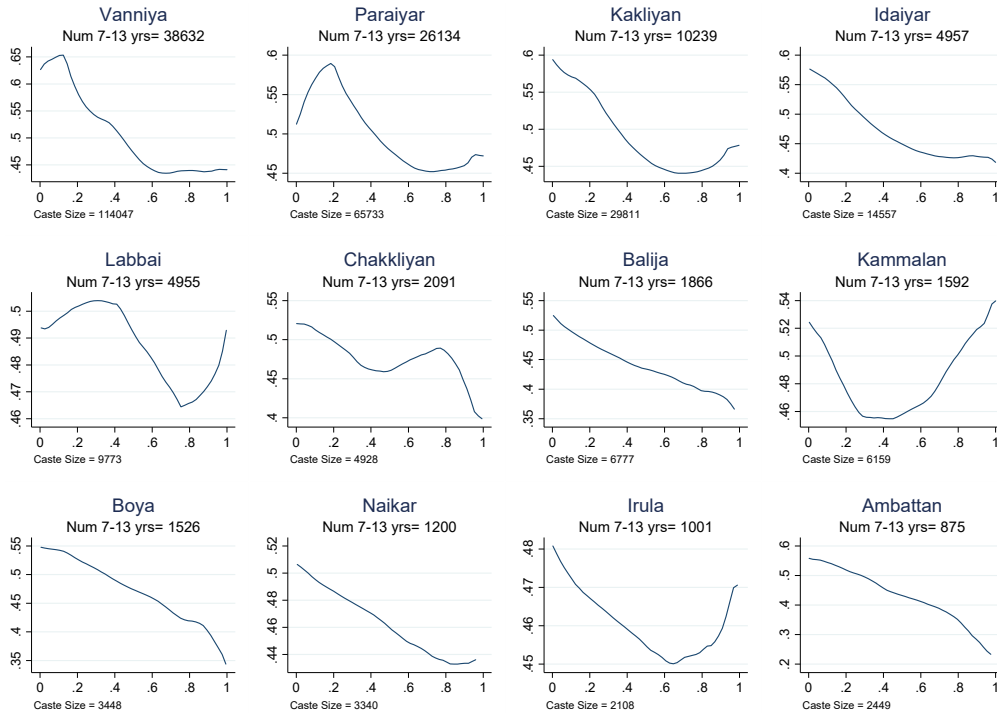 Vanniya
Num 7-13 yrs= 38632
.65
.6
.55
.5
.45
0 .2 .4 .6 .8 1
Caste Size = 114047
Paraiyar
Num 7-13 yrs= 26134
.6
.55
.5
.45
0 .2 .4 .6 .8 1
Caste Size = 65733
Kakliyan
Num 7-13 yrs= 10239
.6
.55
.5
.45
0 .2 .4 .6 .8 1
Caste Size = 29811
Idaiyar
Num 7-13 yrs= 4957
.6
.55
.5
.45
.4
0 .2 .4 .6 .8 1
Caste Size = 14557
Labbai
Num 7-13 yrs= 4955
.5
.49
.48
.47
.46
0 .2 .4 .6 .8 1
Caste Size = 9773
Chakkliyan
Num 7-13 yrs= 2091
.55
.5
.45
.4
0 .2 .4 .6 .8 1
Caste Size = 4928
Balija
Num 7-13 yrs= 1866
.55
.5
.45
.4
.35
0 .2 .4 .6 .8 1
Caste Size = 6777
Kammalan
Num 7-13 yrs= 1592
.54
.52
.5
.48
.46
0 .2 .4 .6 .8 1
Caste Size = 6159
Boya
Num 7-13 yrs= 1526
.55
.5
.45
.4
.35
0 .2 .4 .6 .8 1
Caste Size = 3448
Naikar
Num 7-13 yrs= 1200
.52
.5
.48
.46
.44
0 .2 .4 .6 .8 1
Caste Size = 3340
Irula
Num 7-13 yrs= 1001
.48
.47
.46
.45
0 .2 .4 .6 .8 1
Caste Size = 2108
Ambattan
Num 7-13 yrs= 875
.6
.5
.4
.3
.2
0 .2 .4 .6 .8 1
Caste Size = 2449